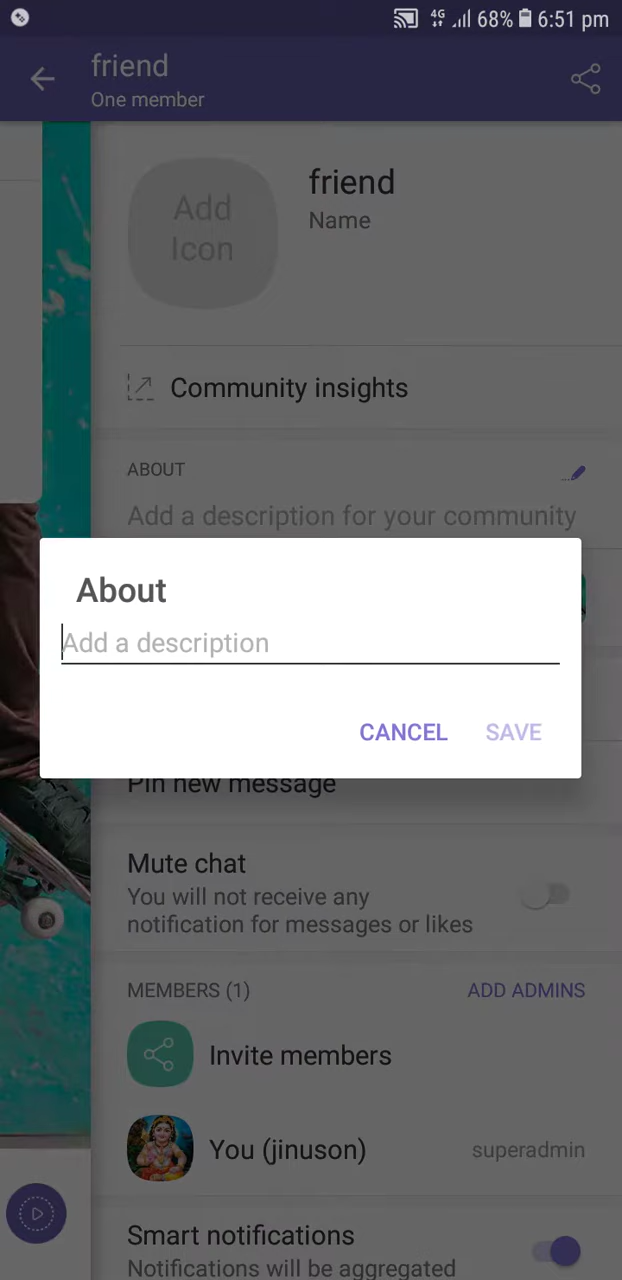 4G 68% 6:51 pm
friend
One member
Add
Icon
friend
Name
Community insights
ABOUT
Add a description for your community
About
Add a description
CANCEL SAVE
Pin new message
Mute chat
You will not receive any
notification for messages or likes
MEMBERS (1) ADD ADMINS
Invite members
You (jinuson) superadmin
Smart notifications
Notifications will be aggregated